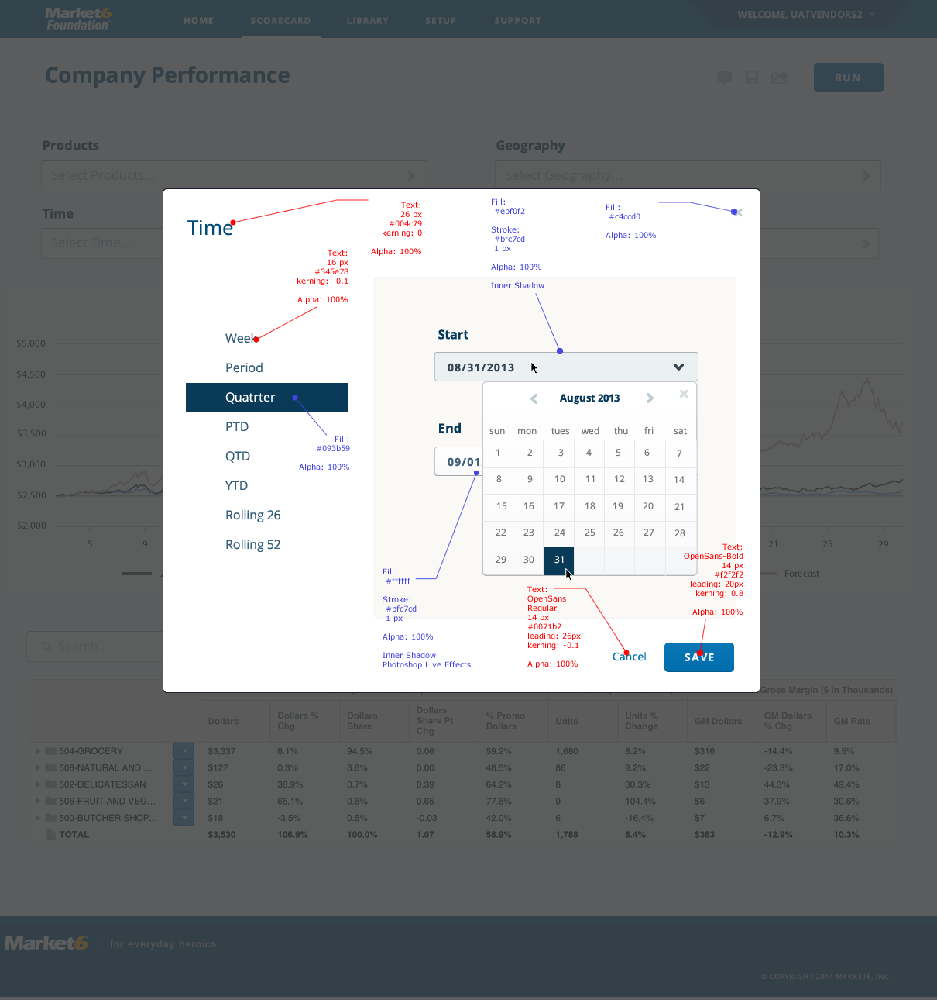 Market6
Foundation
HOME
SCORECARD
LIBRARY
SETUP
SUPPORT
WELCOME, UATVENDORS2
Company Performance
RUN
Products
Geography
Select Products...
Select Geography...
Time
Select Time...
Time
Text:
26 px
#004c79
kerning: 0
Alpha: 100%
Fill:
#ebf0f2
Stroke:
#bfc7cd
1 px
Alpha: 100%
Inner Shadow
Fill:
#c4ccd0
Alpha: 100%
Text:
16 px
#345e78
kerning: -0.1
Alpha: 100%
Week
Period
Quatrter
PTD
QTD
YTD
Rolling 26
Rolling 52
Fill:
#093b59
Alpha: 100%
Start
08/31/2013
End
09/01/
August 2013
sun mon tues wed thu fri sat
1 2 3 4 5 6 7
8 9 10 11 12 13 14
15 16 17 18 19 20 21
22 23 24 25 26 27 28
29 30 31
Fill:
#ffffff
Stroke:
#bfc7cd
1 px
Alpha: 100%
Inner Shadow
Photoshop Live Effects
Text:
OpenSans
Regular
14 px
#0071b2
leading: 26px
kerning: -0.1
Alpha: 100%
Text:
OpenSans-Bold
14 px
#f2f2f2
leading: 20px
kerning: 0.8
Alpha: 100%
Cancel
SAVE
$5,000
$4,500
$4,000
$3,500
$3,000
$2,500
$2,000
5 9 21 25 29
Forecast
Search...
Gross Margin ($ in Thousands)
Dollars
Dollars % Chg
Dollars Share
Dollars Share Pt Chg
% Promo Dollars
Units
Units % Change
GM Dollars
GM Dollars % Chg
GM Rate
504-GROCERY $3,337 6.1% 94.5% 0.06 59.2% 1,680 8.2% $316 -14.4% 9.5%
508-NATURAL AND ... $127 0.3% 3.6% 0.00 48.5% 86 9.2% $22 -23.3% 17.0%
502-DELICATESSAN $26 38.9% 0.7% 0.39 64.2% 8 30.3% $13 44.3% 49.4%
506-FRUIT AND VEG... $21 65.1% 0.6% 0.65 77.6% 9 104.4% $6 37.9% 30.6%
500-BUTCHER SHOP... $18 -3.5% 0.5% -0.03 42.0% 6 -16.4% $7 6.7% 36.6%
TOTAL $3,530 106.9% 100.0% 1.07 58.9% 1,788 8.4% $363 -12.9% 10.3%
Market6
for everyday heroics
© COPYRIGHT 2014 MARKET6, INC.